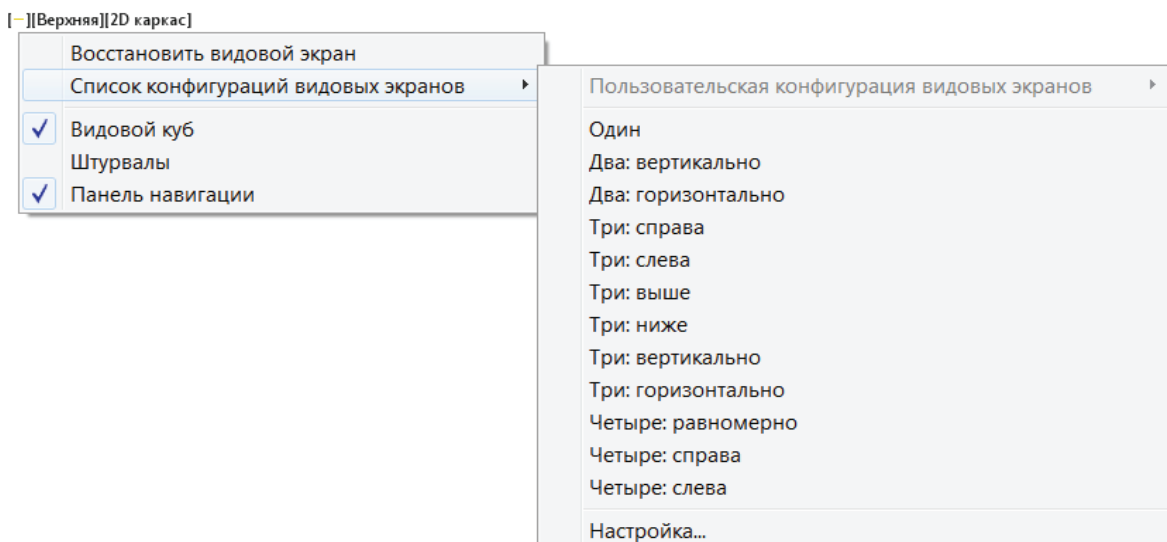 [−][Верхняя][2D каркас]
Восстановить видовой экран
Список конфигураций видовых экранов
Видовой куб
Штурвалы
Панель навигации
Пользовательская конфигурация видовых экранов
Один
Два: вертикально
Два: горизонтально
Три: справа
Три: слева
Три: выше
Три: ниже
Три: вертикально
Три: горизонтально
Четыре: равномерно
Четыре: справа
Четыре: слева
Настройка...